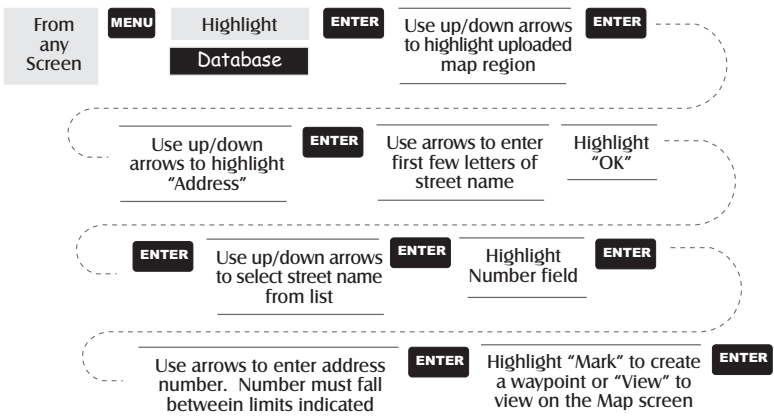 From
any
Screen
MENU
Highlight
Database
ENTER
Use up/down arrows
to highlight uploaded
map region
ENTER
Use up/down
arrows to highlight
“Address”
ENTER
Use arrows to enter
first few letters of
street name
Highlight
“OK”
ENTER
Use up/down arrows
to select street name
from list
ENTER
Highlight
Number field
ENTER
Use arrows to enter address
number.  Number must fall
betweein limits indicated
ENTER
Highlight “Mark” to create
a waypoint or “View” to
view on the Map screen
ENTER